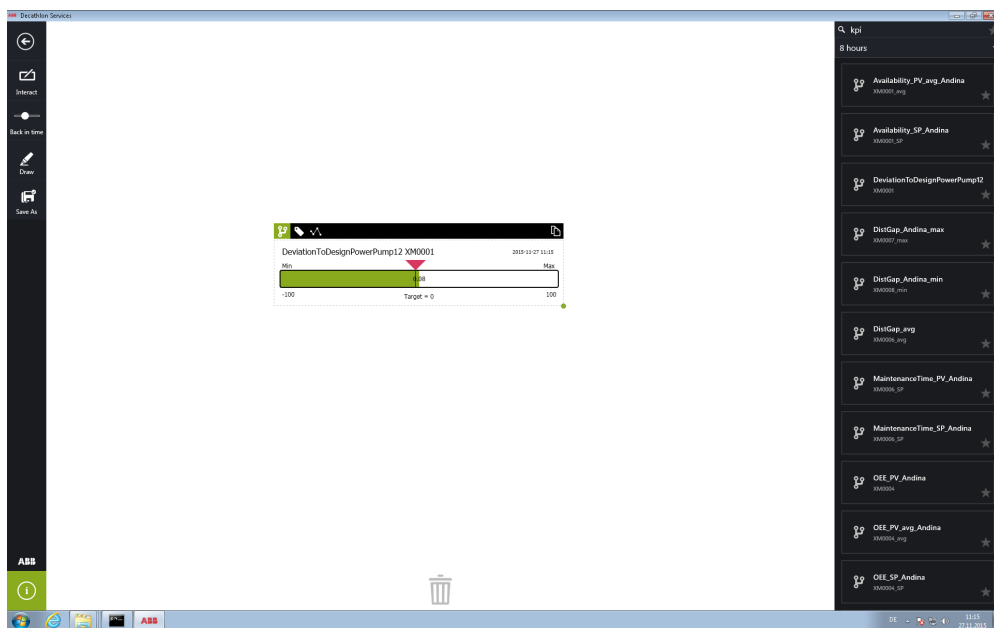 ABB Decathlon Services
Interact
Back in time
Draw
Save As
ABB
i
DeviationToDesignPowerPump12 XM0001
2015-11-27 11:15
Min
Max
0.08
-100
Target = 0
100
kpi
8 hours
Availability_PV_avg_Andina
XM0001_avg
Availability_SP_Andina
XM0001_SP
DeviationToDesignPowerPump12
XM0001
DistGap_Andina_max
XM0007_max
DistGap_Andina_min
XM0008_min
DistGap_avg
XM0006_avg
MaintenanceTime_PV_Andina
XM0006_SP
MaintenanceTime_SP_Andina
XM0006_SP
OEE_PV_Andina
XM0004
OEE_PV_avg_Andina
XM0004_avg
OEE_SP_Andina
XM0004_SP
ABB
DE
11:15
27.11.2015